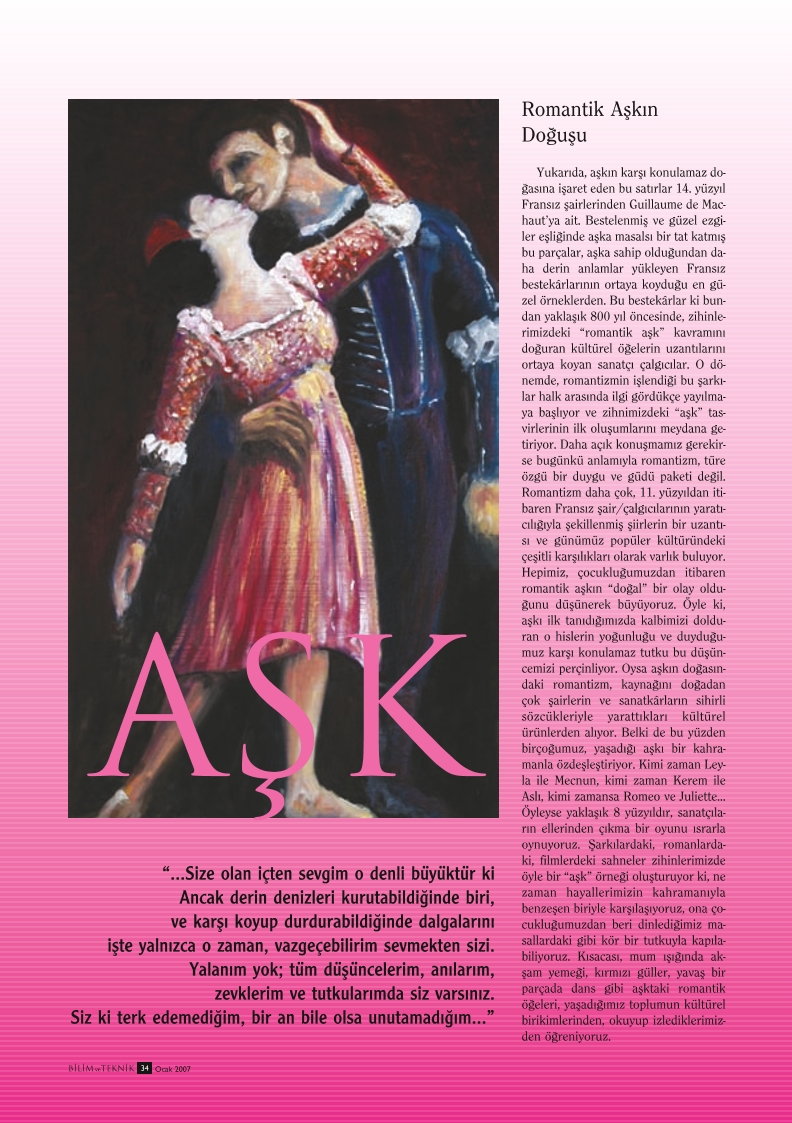 AŞK
“...Size olan içten sevgim o denli büyüktür ki
Ancak derin denizleri kurutabildiğinde biri,
ve karşı koyup durdurabildiğinde dalgalarını
işte yalnızca o zaman, vazgeçebilirim sevmekten sizi.
Yalanım yok; tüm düşüncelerim, anılarım,
zevklerim ve tutkularımda siz varsınız.
Siz ki terk edemediğim, bir an bile olsa unutamadığım...”
Romantik Aşkın
Doğuşu
Yukarıda, aşkın karşı konulamaz do-
ğasına işaret eden bu satırlar 14. yüzyıl
Fransız şairlerinden Guillaume de Mac-
haut’ya ait. Bestelenmiş ve güzel ezgi-
ler eşliğinde aşka masalsı bir tat katmış
bu parçalar, aşka sahip olduğundan da-
ha derin anlamlar yükleyen Fransız
bestekârlarının ortaya koyduğu en gü-
zel örneklerden. Bu bestekârlar ki bun-
dan yaklaşık 800 yıl öncesinde, zihinle-
rimizdeki “romantik aşk” kavramını
doğuran kültürel öğelerin uzantılarını
ortaya koyan sanatçı çalgıcılar. O dö-
nemde, romantizmin işlendiği bu şarkı-
lar halk arasında ilgi gördükçe yayılma-
ya başlıyor ve zihnimizdeki “aşk” tas-
virlerinin ilk oluşumlarını meydana ge-
tiriyor. Daha açık konuşmamız gerekir-
se bugünkü anlamıyla romantizm, türe
özgü bir duygu ve güdü paketi değil.
Romantizm daha çok, 11. yüzyıldan iti-
baren Fransız şair/çalgıcılarının yaratı-
cılığıyla şekillenmiş şiirlerin bir uzantı-
sı ve günümüz popüler kültüründeki
çeşitli karşılıkları olarak varlık buluyor.
Hepimiz, çocukluğumuzdan itibaren
romantik aşkın “doğal” bir olay oldu-
ğunu düşünerek büyüyoruz. Öyle ki,
aşkı ilk tanıdığımızda kalbimizi doldu-
ran o hislerin yoğunluğu ve duyduğu-
muz karşı konulamaz tutku bu düşün-
cemizi perçinliyor. Oysa aşkın doğasın-
daki romantizm, kaynağını doğadan
çok şairlerin ve sanatkârların sihirli
sözcükleriyle yarattıkları kültürel
ürünlerden alıyor. Belki de bu yüzden
birçoğumuz, yaşadığı aşkı bir kahra-
manla özdeşleştiriyor. Kimi zaman Ley-
la ile Mecnun, kimi zaman Kerem ile
Aslı, kimi zamansa Romeo ve Juliette...
Öyleyse yaklaşık 8 yüzyıldır, sanatçıla-
rın ellerinden çıkma bir oyunu ısrarla
oynuyoruz. Şarkılardaki, romanlarda-
ki, filmlerdeki sahneler zihinlerimizde
öyle bir “aşk” örneği oluşturuyor ki, ne
zaman hayallerimizin kahramanıyla
benzeşen biriyle karşılaşıyoruz, ona ço-
cukluğumuzdan beri dinlediğimiz ma-
sallardaki gibi kör bir tutkuyla kapıla-
biliyoruz. Kısacası, mum ışığında ak-
şam yemeği, kırmızı güller, yavaş bir
parçada dans gibi aşktaki romantik
öğeleri, yaşadığımız toplumun kültürel
birikimlerinden, okuyup izlediklerimiz-
den öğreniyoruz.
BİLİM ve TEKNİK 34 Ocak 2007